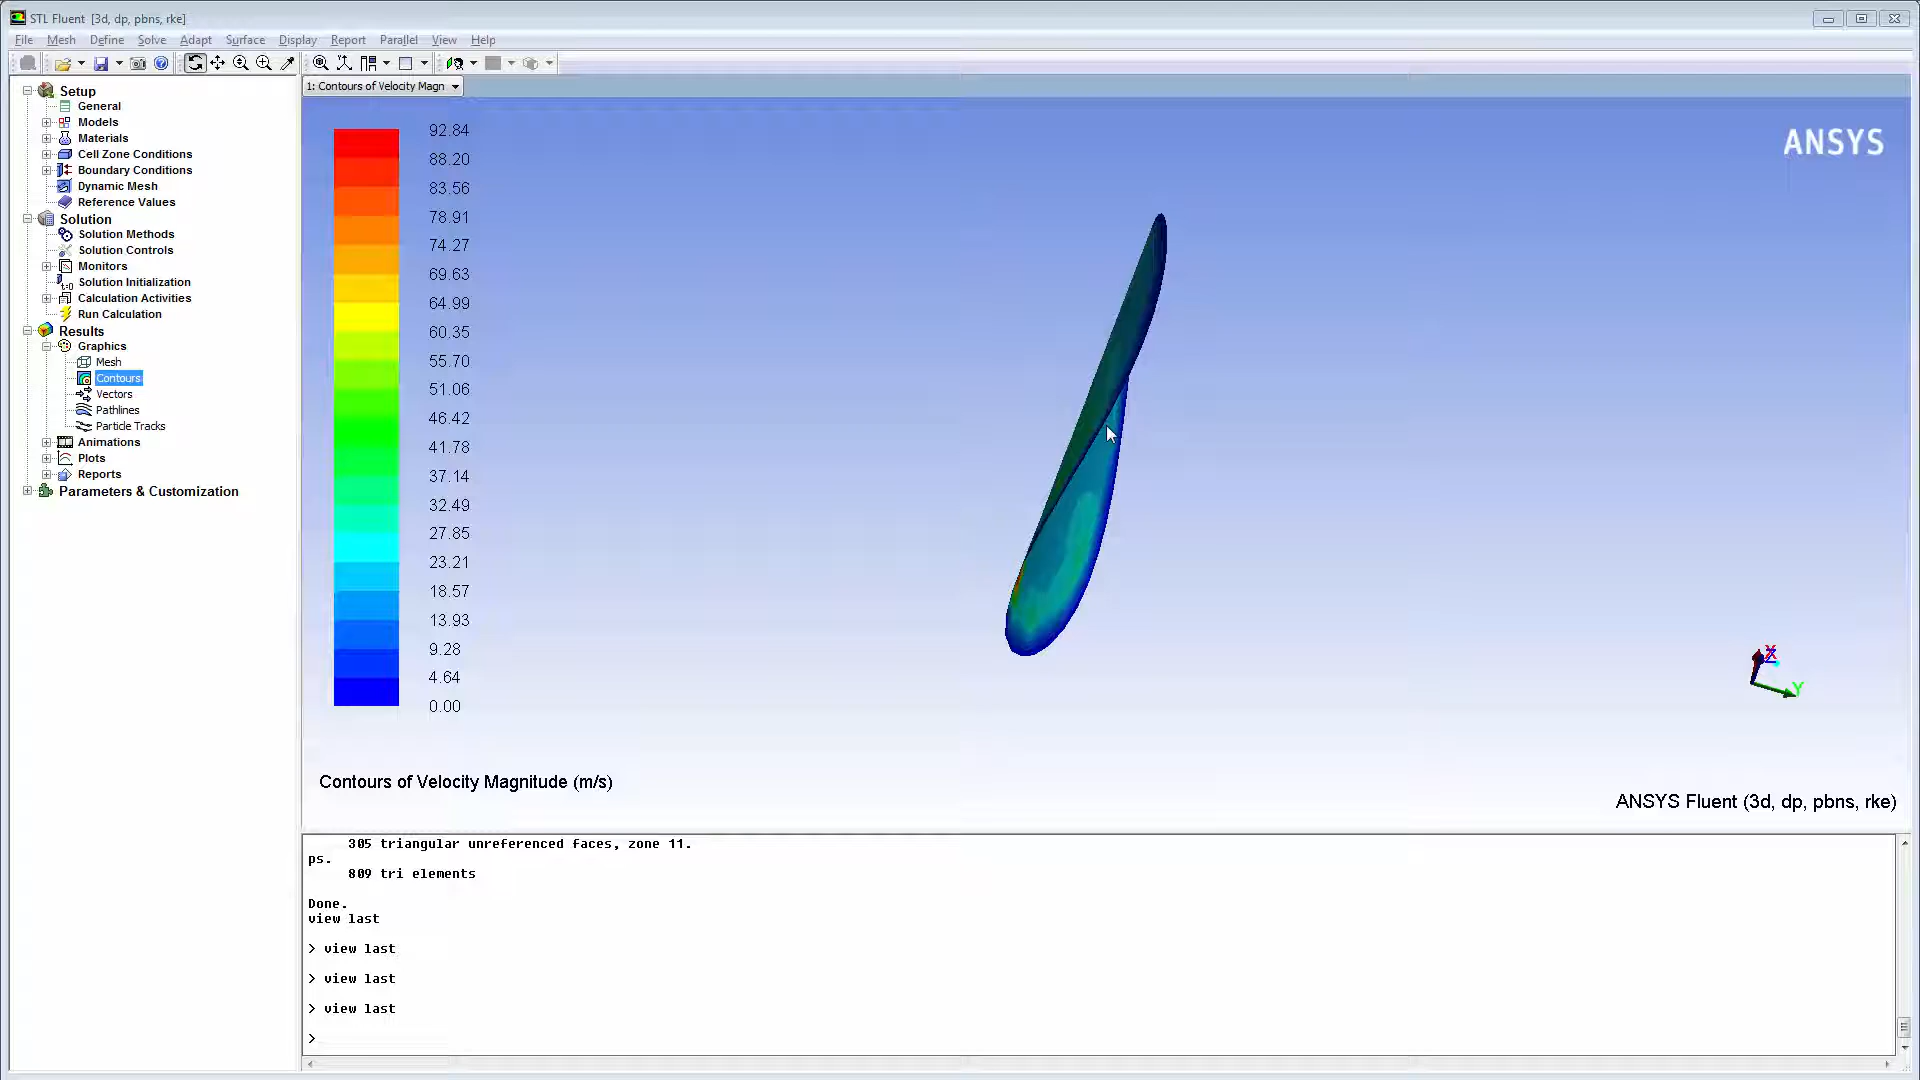 STL Fluent [3d, dp, pbns, rke]
File Mesh Define Solve Adapt Surface Display Report Parallel View Help
1: Contours of Velocity Magn
Setup
General
Models
Materials
Cell Zone Conditions
Boundary Conditions
Dynamic Mesh
Reference Values
Solution
Solution Methods
Solution Controls
Monitors
Solution Initialization
Calculation Activities
Run Calculation
Results
Graphics
Mesh
Contours
Vectors
Pathlines
Particle Tracks
Animations
Plots
Reports
Parameters & Customization
92.84
88.20
83.56
78.91
74.27
69.63
64.99
60.35
55.70
51.06
46.42
41.78
37.14
32.49
27.85
23.21
18.57
13.93
9.28
4.64
0.00
ANSYS
X
Z
Y
Contours of Velocity Magnitude (m/s)
ANSYS Fluent (3d, dp, pbns, rke)
305 triangular unreferenced faces, zone 11.
ps.
809 tri elements
Done.
view last
> view last
> view last
> view last
>